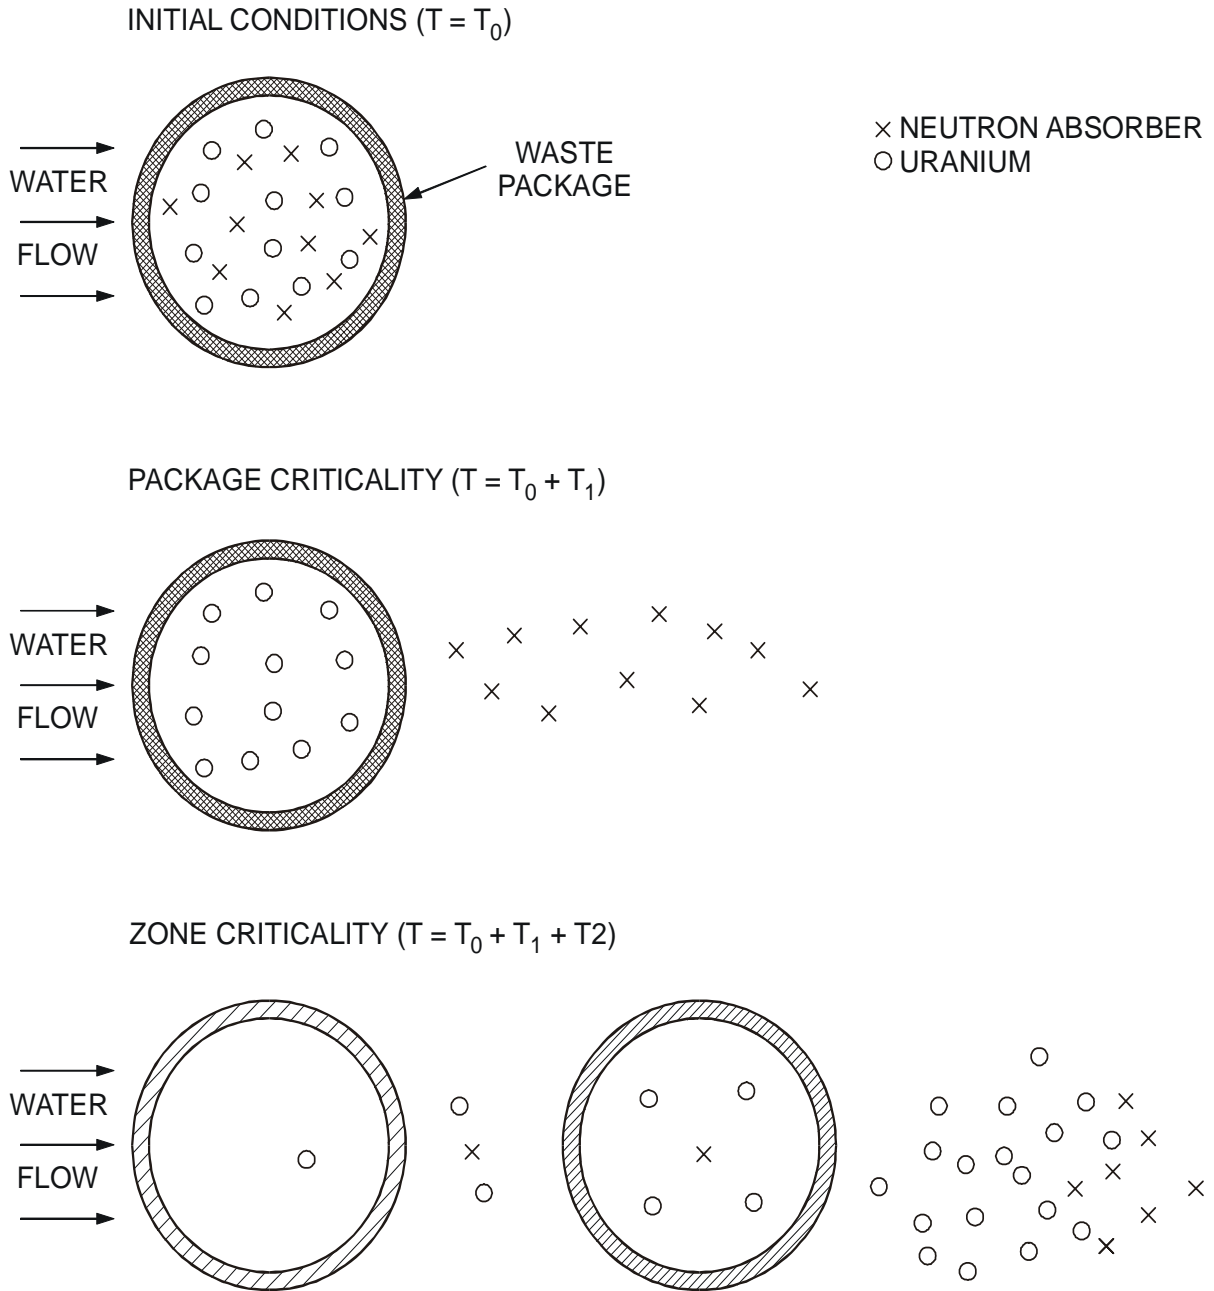 INITIAL CONDITIONS (T = T₀)
× NEUTRON ABSORBER
○ URANIUM
WASTE
PACKAGE
WATER
FLOW
PACKAGE CRITICALITY (T = T₀ + T₁)
WATER
FLOW
ZONE CRITICALITY (T = T₀ + T₁ + T2)
WATER
FLOW